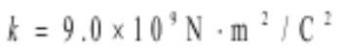 k = 9.0 × 10⁹ N · m² / C²